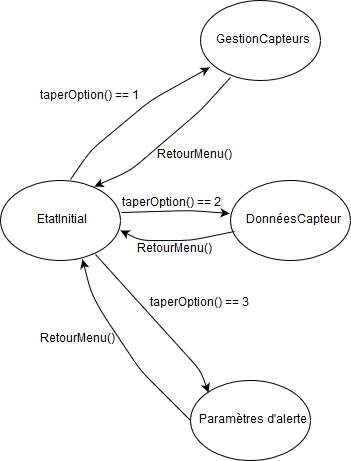 GestionCapteurs
taperOption() == 1
RetourMenu()
taperOption() == 2
EtatInitial
DonnéesCapteur
RetourMenu()
taperOption() == 3
RetourMenu()
Paramètres d'alerte